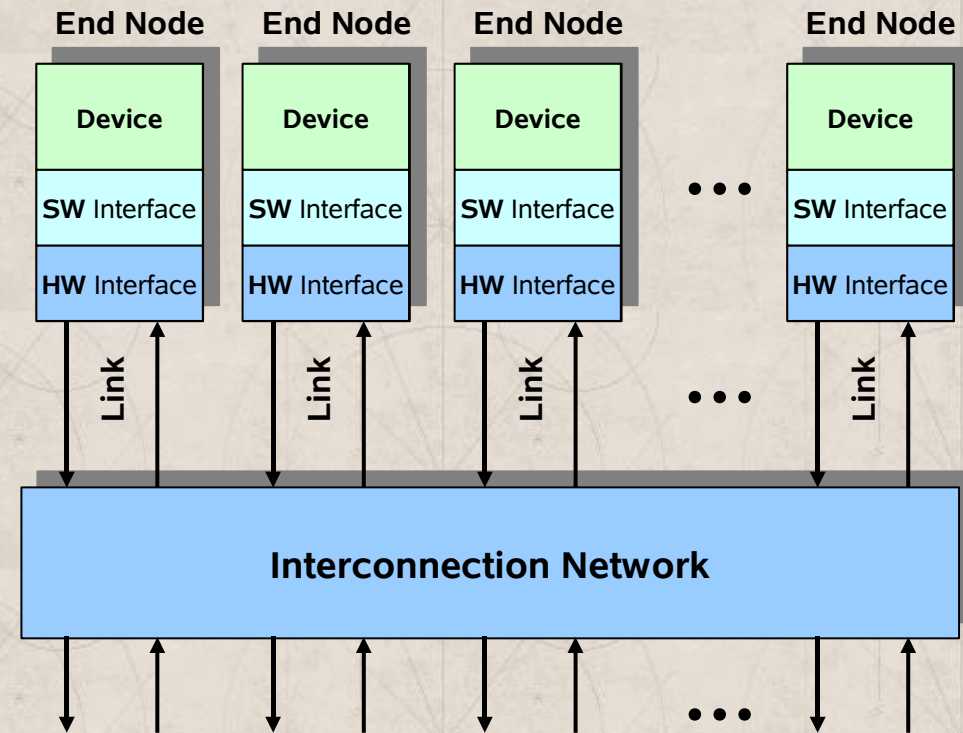 End Node End Node End Node End Node
Device Device Device Device
SW Interface SW Interface SW Interface SW Interface
HW Interface HW Interface HW Interface HW Interface
Link Link Link Link
Interconnection Network